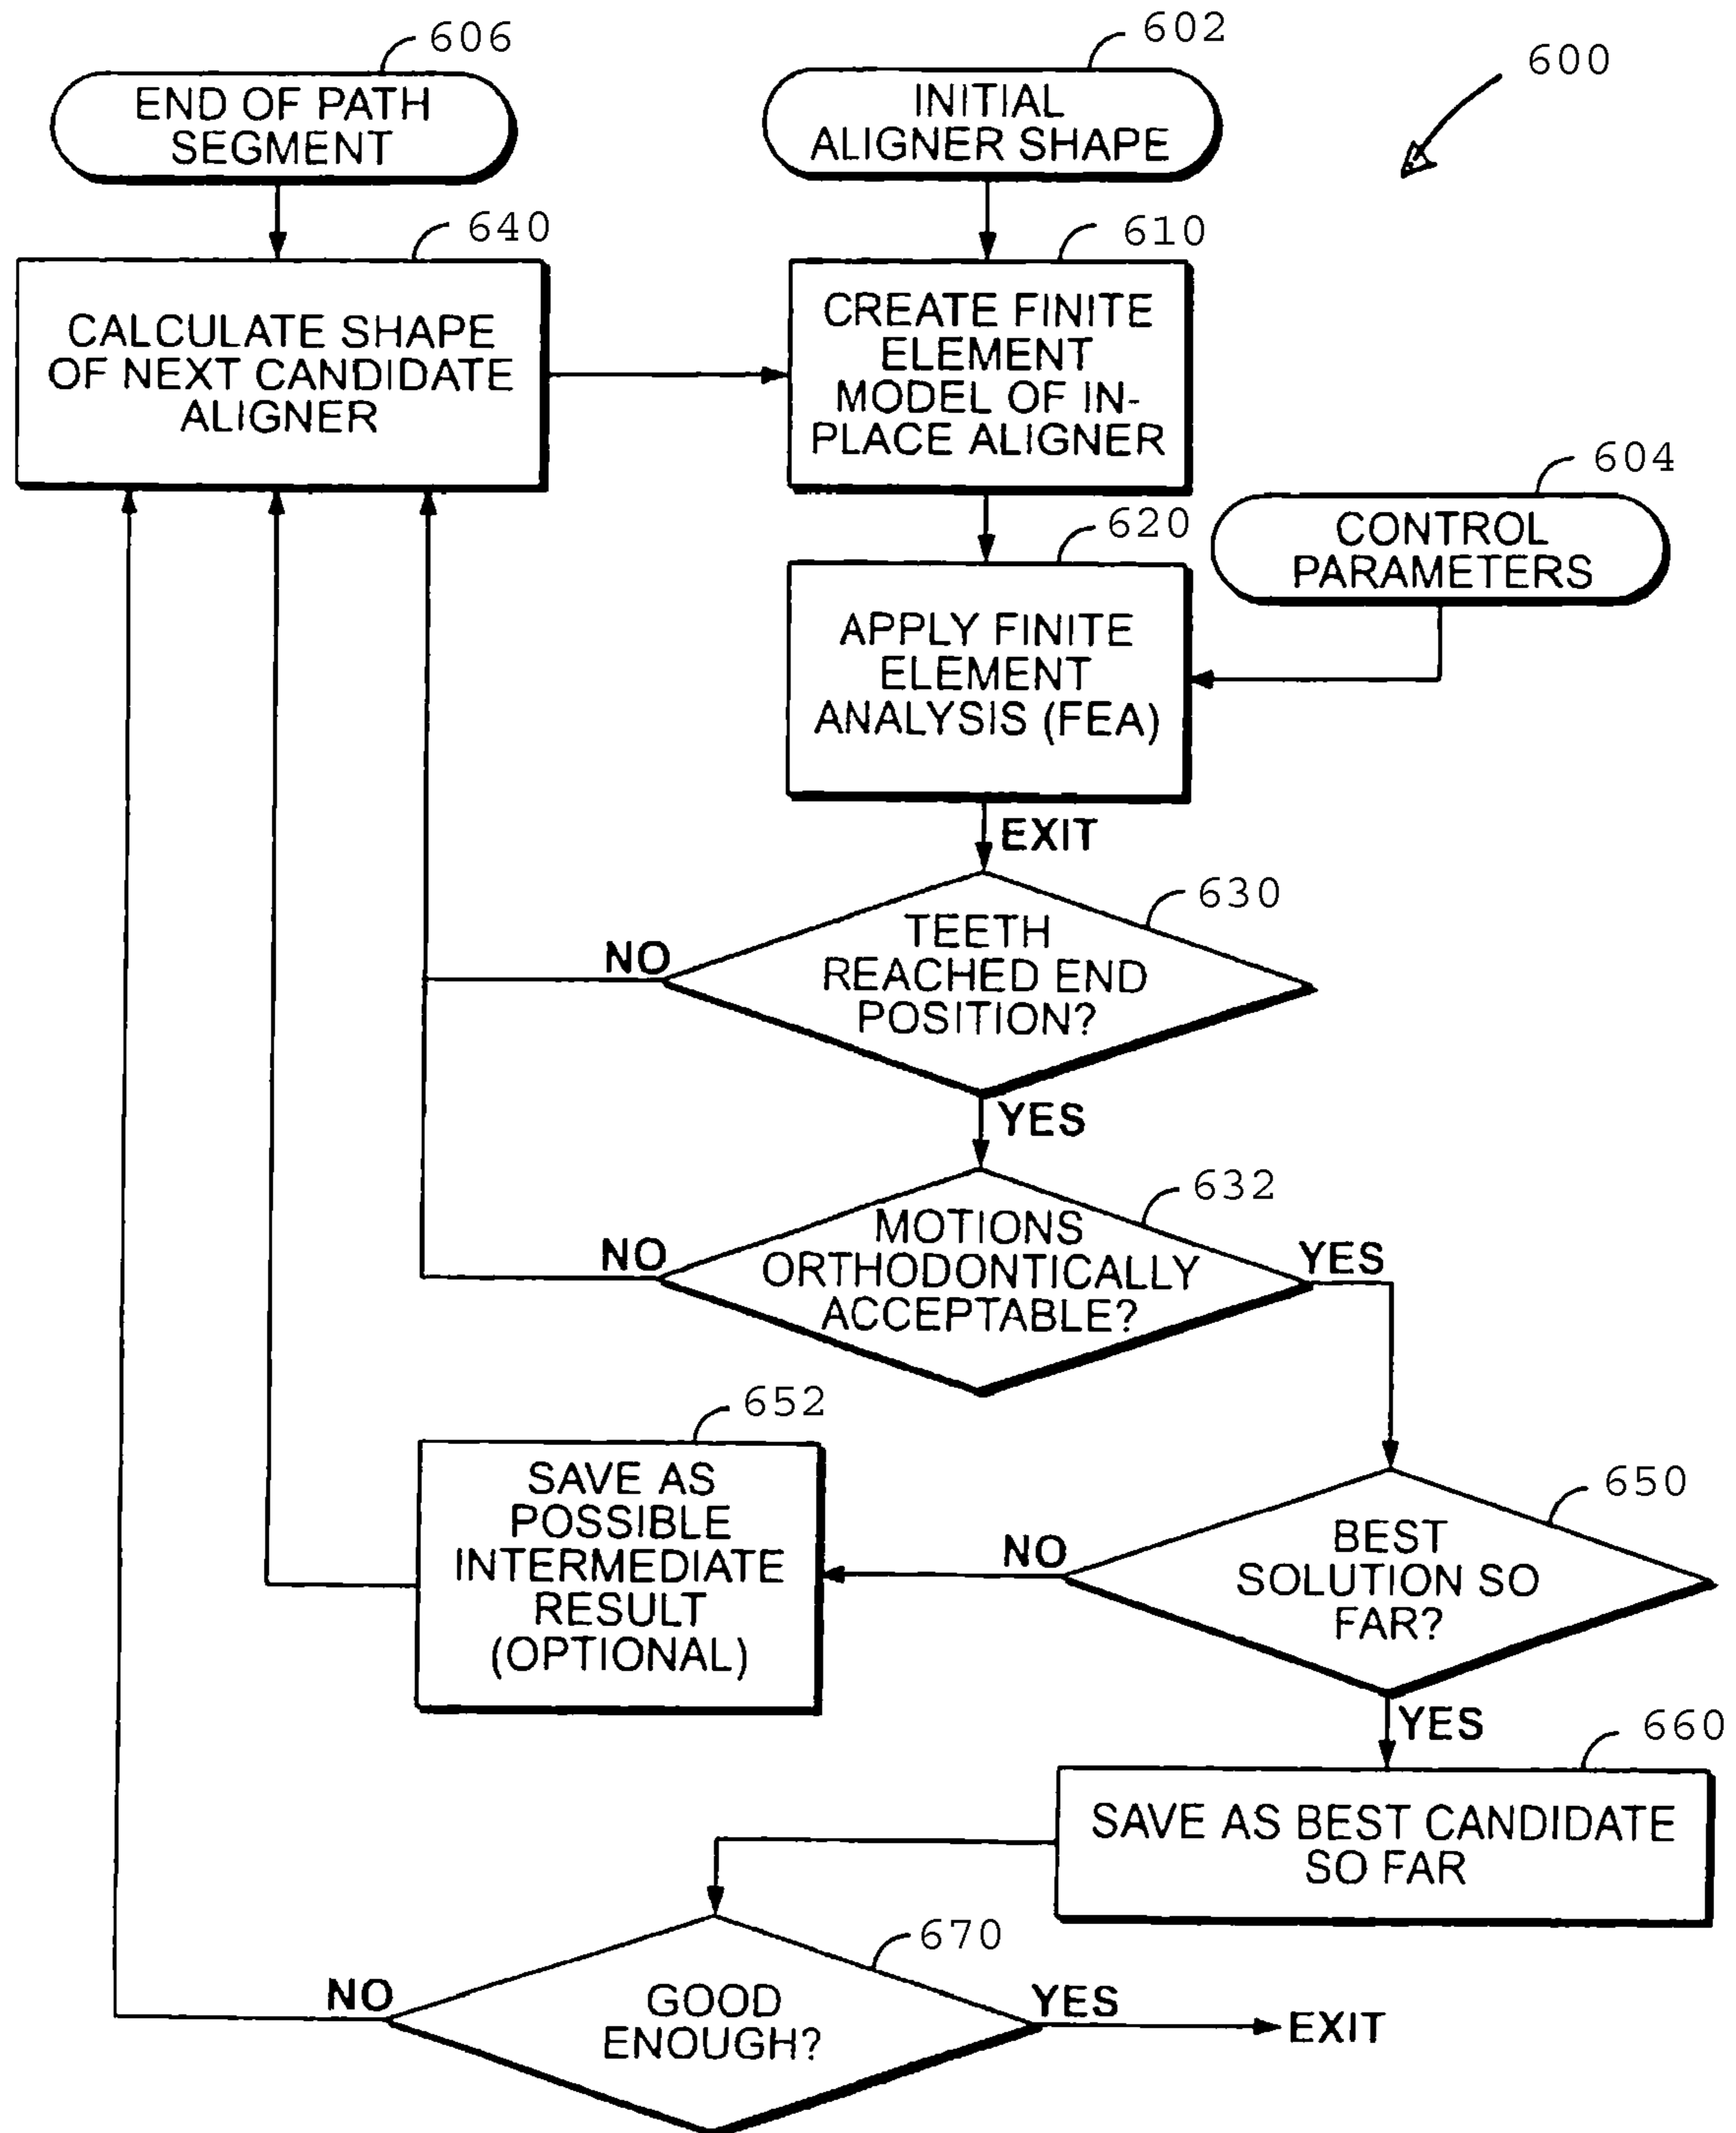 606
END OF PATH
SEGMENT
602
INITIAL
ALIGNER SHAPE
600
640
CALCULATE SHAPE
OF NEXT CANDIDATE
ALIGNER
610
CREATE FINITE
ELEMENT
MODEL OF IN-
PLACE ALIGNER
604
CONTROL
PARAMETERS
620
APPLY FINITE
ELEMENT
ANALYSIS (FEA)
EXIT
630
TEETH
REACHED END
POSITION?
NO
YES
632
MOTIONS
ORTHODONTICALLY
ACCEPTABLE?
NO
YES
652
SAVE AS
POSSIBLE
INTERMEDIATE
RESULT
(OPTIONAL)
650
BEST
SOLUTION SO
FAR?
NO
YES
660
SAVE AS BEST CANDIDATE
SO FAR
670
GOOD
ENOUGH?
NO
YES
EXIT